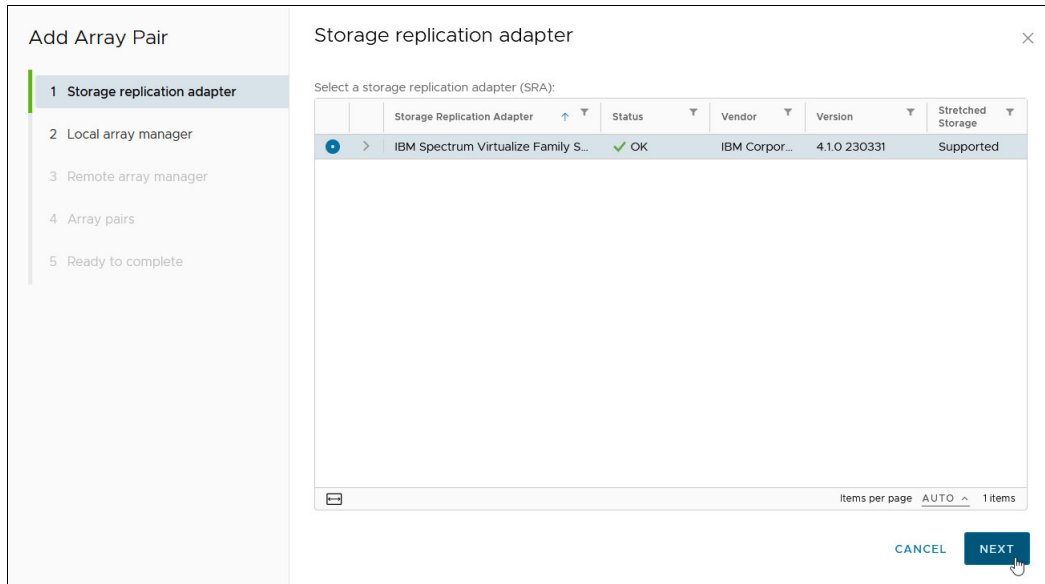 Add Array Pair
1 Storage replication adapter
2 Local array manager
3 Remote array manager
4 Array pairs
5 Ready to complete
Storage replication adapter
Select a storage replication adapter (SRA):
Storage Replication Adapter Status Vendor Version Stretched Storage
IBM Spectrum Virtualize Family S... OK IBM Corpor... 4.1.0 230331 Supported
Items per page AUTO 1 items
CANCEL NEXT